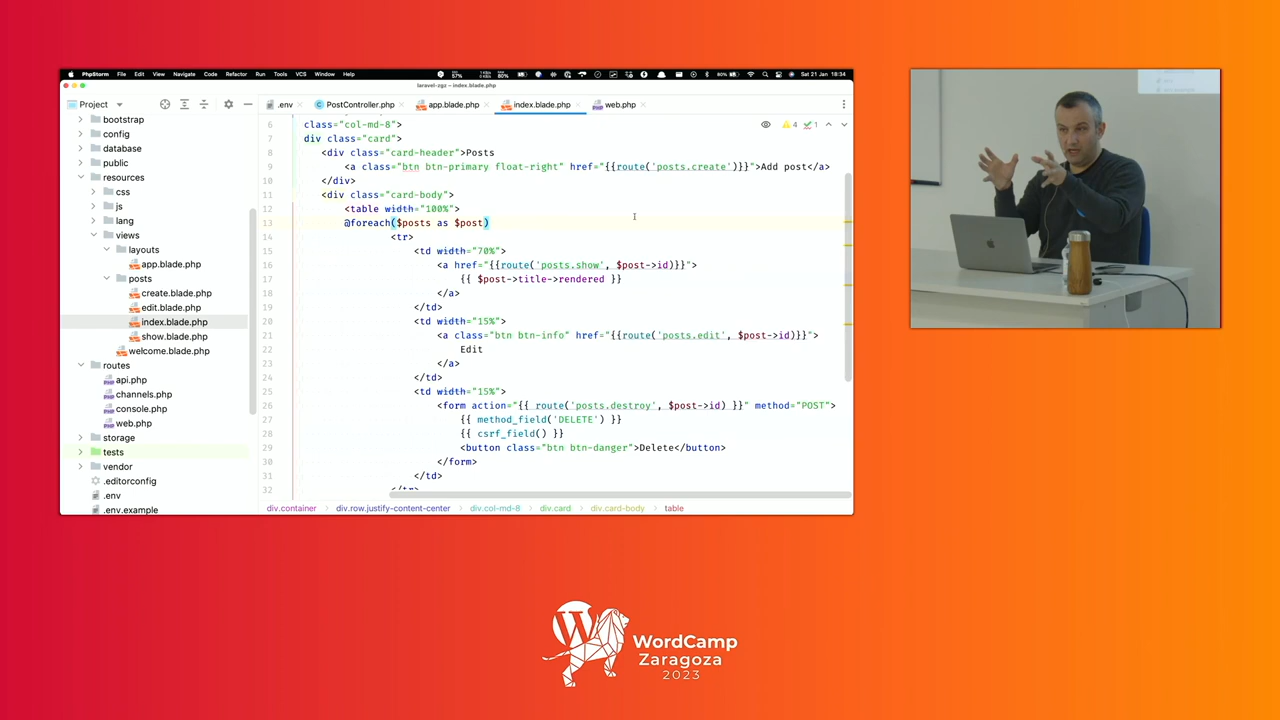 PhpStorm File Edit View Navigate Code Refactor Run Tools VCS Window Help 57% 80% 80% Sat 21 Jan 18:34
laravel-zgz – index.blade.php
Project
.env PostController.php app.blade.php index.blade.php web.php
bootstrap
config
database
public
resources
css
js
lang
views
layouts
app.blade.php
posts
create.blade.php
edit.blade.php
index.blade.php
show.blade.php
welcome.blade.php
routes
api.php
channels.php
console.php
web.php
storage
tests
vendor
.editorconfig
.env
.env.example
4 1
6 class="col-md-8">
7 div class="card">
8 <div class="card-header">Posts
9 <a class="btn btn-primary float-right" href="{{route('posts.create')}}">Add post</a>
10 </div>
11 <div class="card-body">
12 <table width="100%">
13 @foreach($posts as $post)
14 <tr>
15 <td width="70%">
16 <a href="{{route('posts.show', $post->id)}}">
17 {{ $post->title->rendered }}
18 </a>
19 </td>
20 <td width="15%">
21 <a class="btn btn-info" href="{{route('posts.edit', $post->id)}}">
22 Edit
23 </a>
24 </td>
25 <td width="15%">
26 <form action="{{ route('posts.destroy', $post->id) }}" method="POST">
27 {{ method_field('DELETE') }}
28 {{ csrf_field() }}
29 <button class="btn btn-danger">Delete</button>
30 </form>
31 </td>
32 </tr>
div.container div.row.justify-content-center div.col-md-8 div.card div.card-body table
WordCamp
Zaragoza
2023